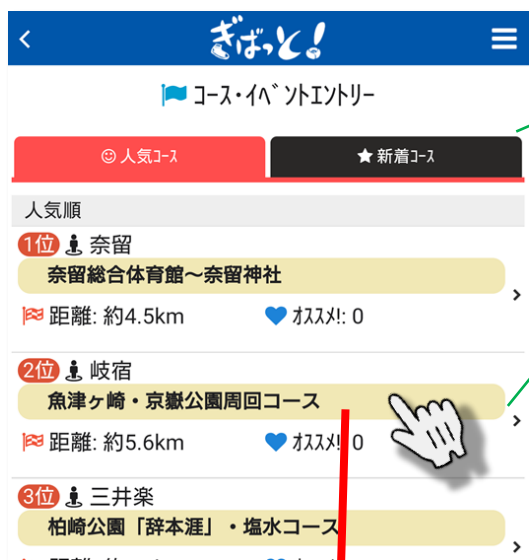 ぎばっと!
コース・イベントエントリー
人気コース
新着コース
人気順
1位 奈留
奈留総合体育館～奈留神社
距離: 約4.5km オススメ!: 0
2位 岐宿
魚津ヶ崎・京嶽公園周回コース
距離: 約5.6km オススメ!: 0
3位 三井楽
柏崎公園「辞本涯」・塩水コース